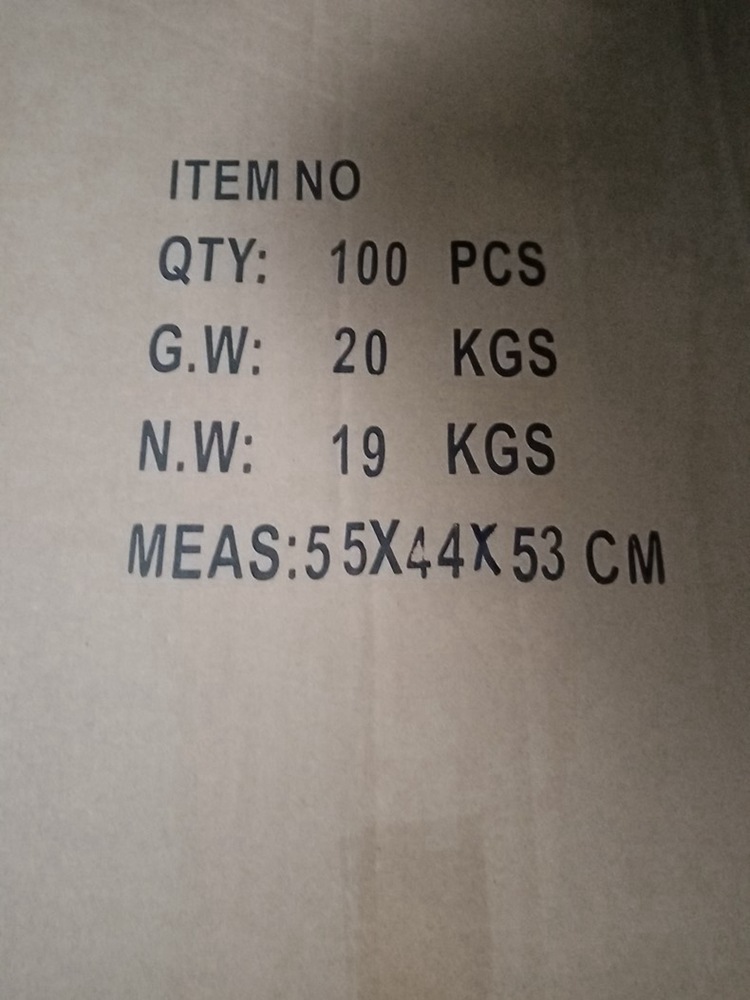 ITEM NO
QTY: 100 PCS
G.W: 20 KGS
N.W: 19 KGS
MEAS:55X44X53 CM